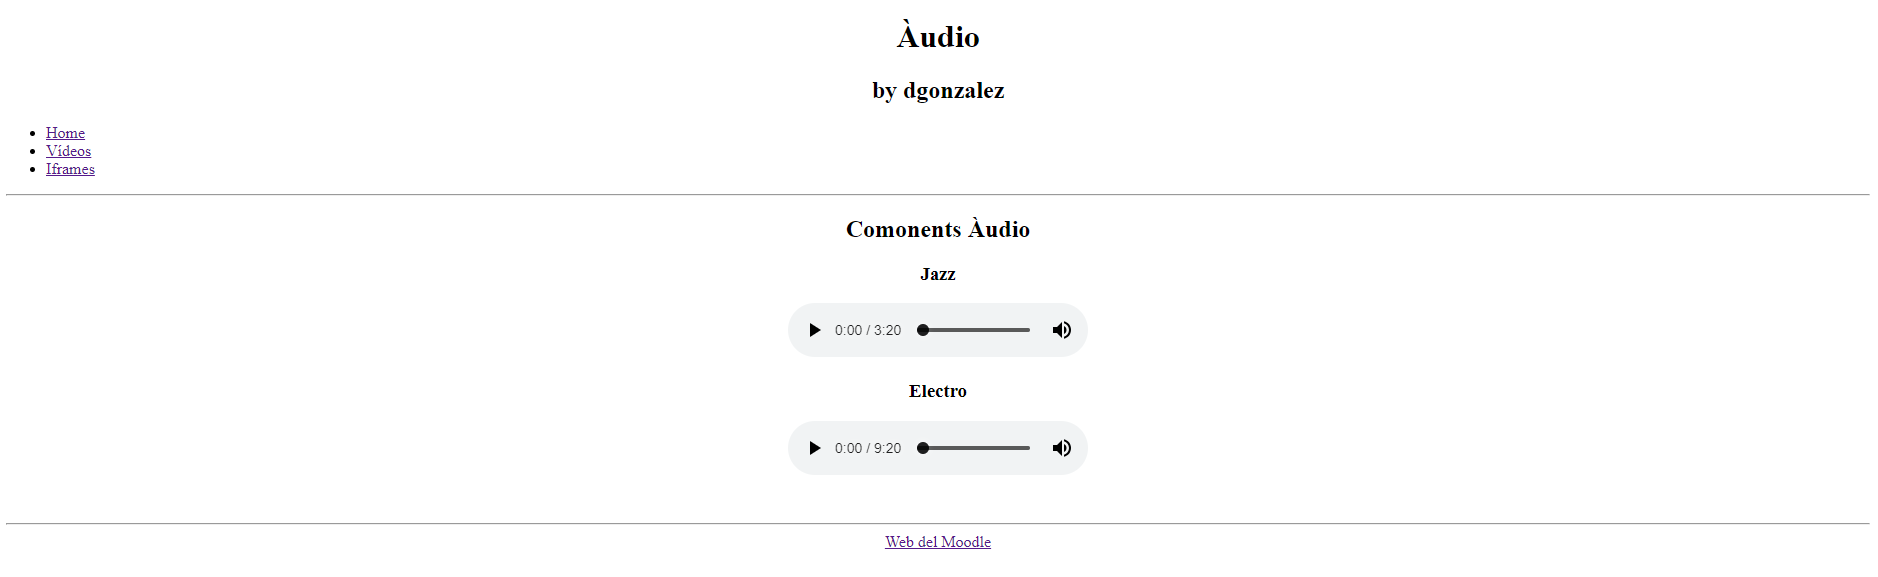 Àudio
by dgonzalez
Home
Vídeos
Iframes
Comonents Àudio
Jazz
0:00 / 3:20
Electro
0:00 / 9:20
Web del Moodle